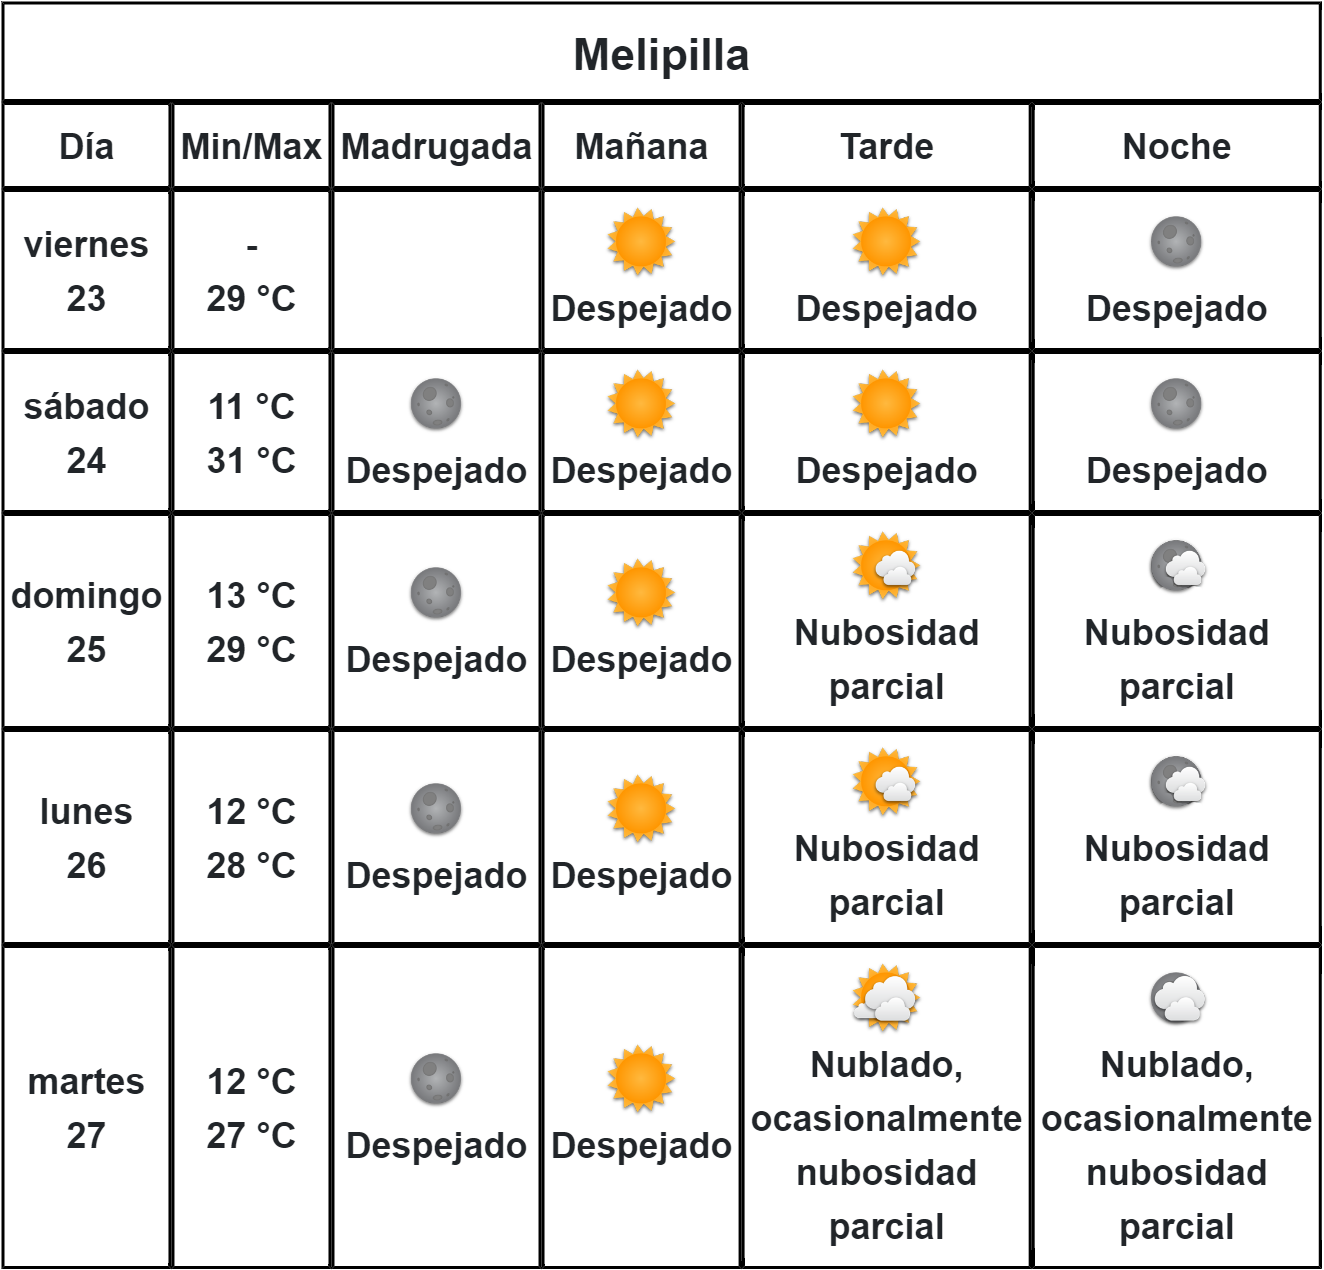 Melipilla
Día Min/Max Madrugada Mañana Tarde Noche
viernes
23
-
29 °C
Despejado
Despejado
Despejado
sábado
24
11 °C
31 °C
Despejado
Despejado
Despejado
Despejado
domingo
25
13 °C
29 °C
Despejado
Despejado
Nubosidad
parcial
Nubosidad
parcial
lunes
26
12 °C
28 °C
Despejado
Despejado
Nubosidad
parcial
Nubosidad
parcial
martes
27
12 °C
27 °C
Despejado
Despejado
Nublado,
ocasionalmente
nubosidad
parcial
Nublado,
ocasionalmente
nubosidad
parcial